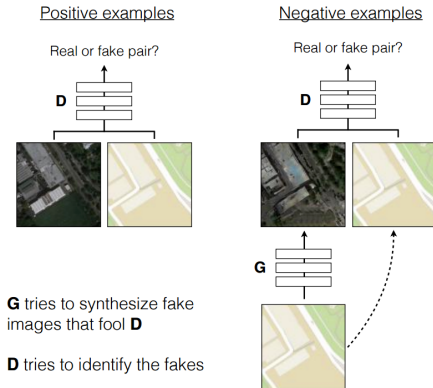 Positive examples
Negative examples
Real or fake pair?
Real or fake pair?
D
D
G
G tries to synthesize fake
images that fool D
D tries to identify the fakes